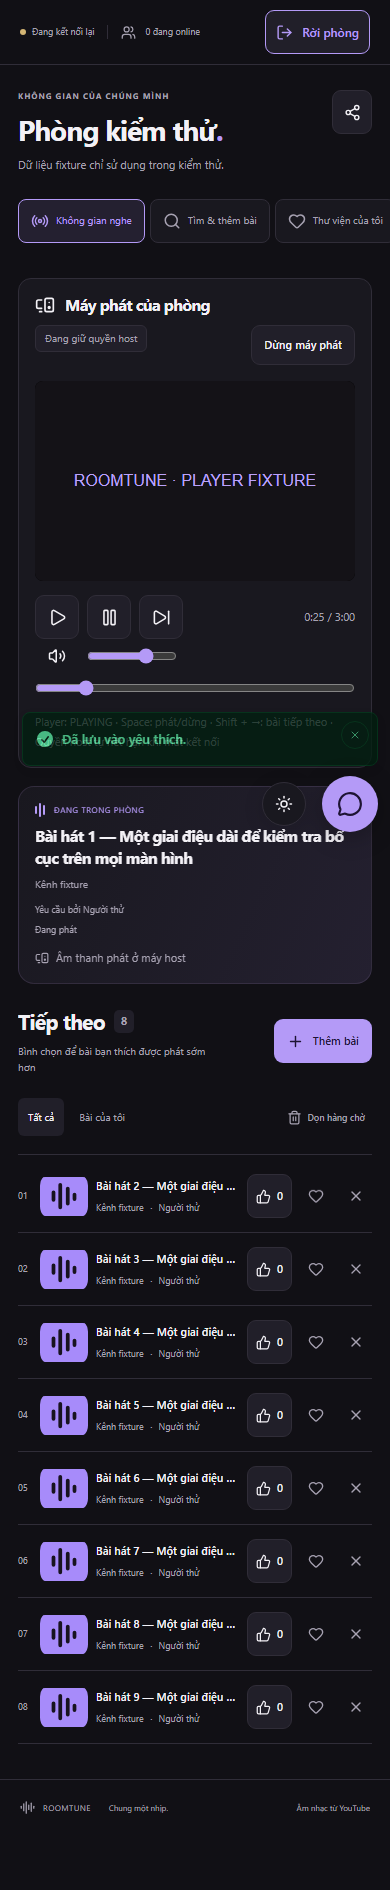 Đang kết nối lại
0 đang online
Rời phòng
KHÔNG GIAN CỦA CHÚNG MÌNH
Phòng kiểm thử.
Dữ liệu fixture chỉ sử dụng trong kiểm thử.
Không gian nghe
Tìm & thêm bài
Thư viện của tôi
Máy phát của phòng
Đang giữ quyền host
Dừng máy phát
ROOMTUNE · PLAYER FIXTURE
0:25 / 3:00
Player: PLAYING · Space: phát/dừng · Shift + →: bài tiếp theo ·
kết nối
Đã lưu vào yêu thích.
ĐANG TRONG PHÒNG
Bài hát 1 — Một giai điệu dài để kiểm tra bố
cục trên mọi màn hình
Kênh fixture
Yêu cầu bởi Người thử
Đang phát
Âm thanh phát ở máy host
Tiếp theo 8
Bình chọn để bài bạn thích được phát sớm
hơn
Thêm bài
Tất cả
Bài của tôi
Dọn hàng chờ
01
Bài hát 2 — Một giai điệu ...
Kênh fixture · Người thử
0
02
Bài hát 3 — Một giai điệu ...
Kênh fixture · Người thử
0
03
Bài hát 4 — Một giai điệu ...
Kênh fixture · Người thử
0
04
Bài hát 5 — Một giai điệu ...
Kênh fixture · Người thử
0
05
Bài hát 6 — Một giai điệu ...
Kênh fixture · Người thử
0
06
Bài hát 7 — Một giai điệu ...
Kênh fixture · Người thử
0
07
Bài hát 8 — Một giai điệu ...
Kênh fixture · Người thử
0
08
Bài hát 9 — Một giai điệu ...
Kênh fixture · Người thử
0
ROOMTUNE
Chung một nhịp.
Âm nhạc từ YouTube